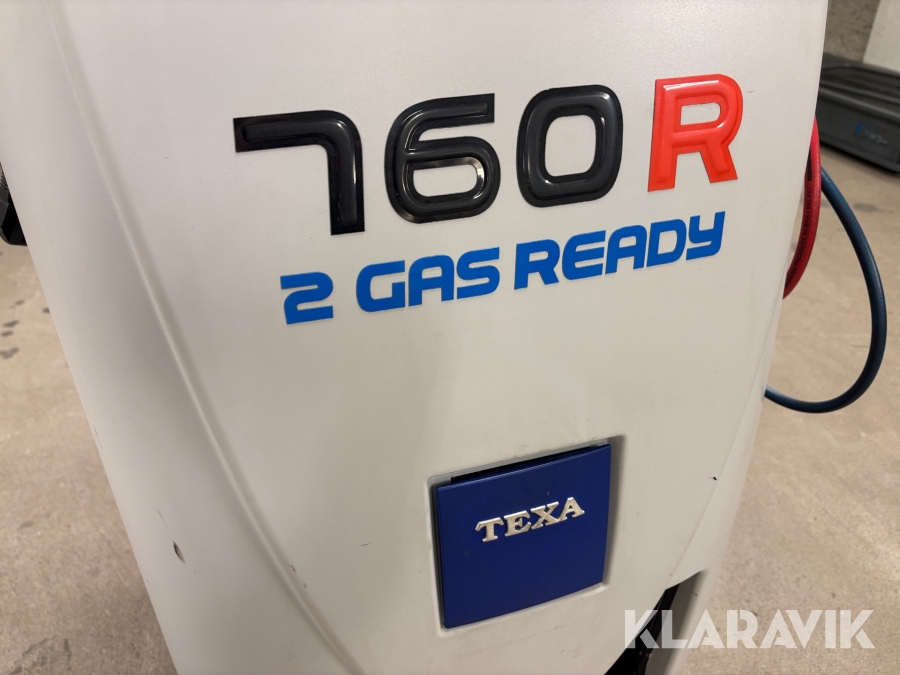 760R
2 GAS READY
TEXA
KLARAVIK